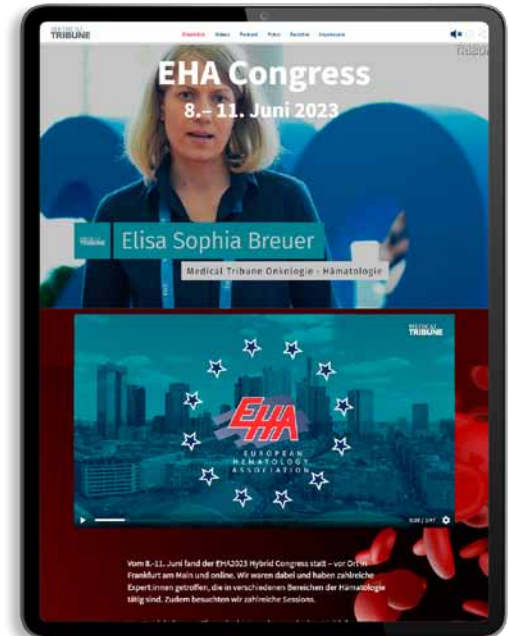 MEDICAL
TRIBUNE
Videos Podcast Fotos Berichte Impressum
EHA Congress
8.– 11. Juni 2023
Elisa Sophia Breuer
Medical Tribune Onkologie - Hämatologie
MEDICAL
TRIBUNE
EHA
EUROPEAN
HEMATOLOGY
ASSOCIATION
Vom 8.-11. Juni fand der EHA2023 Hybrid Congress statt – vor Ort in
Frankfurt am Main und online. Wir waren dabei und haben zahlreiche
Expert:innen getroffen, die in verschiedenen Bereichen der Hämatologie
tätig sind. Zudem besuchten wir zahlreiche Sessions.